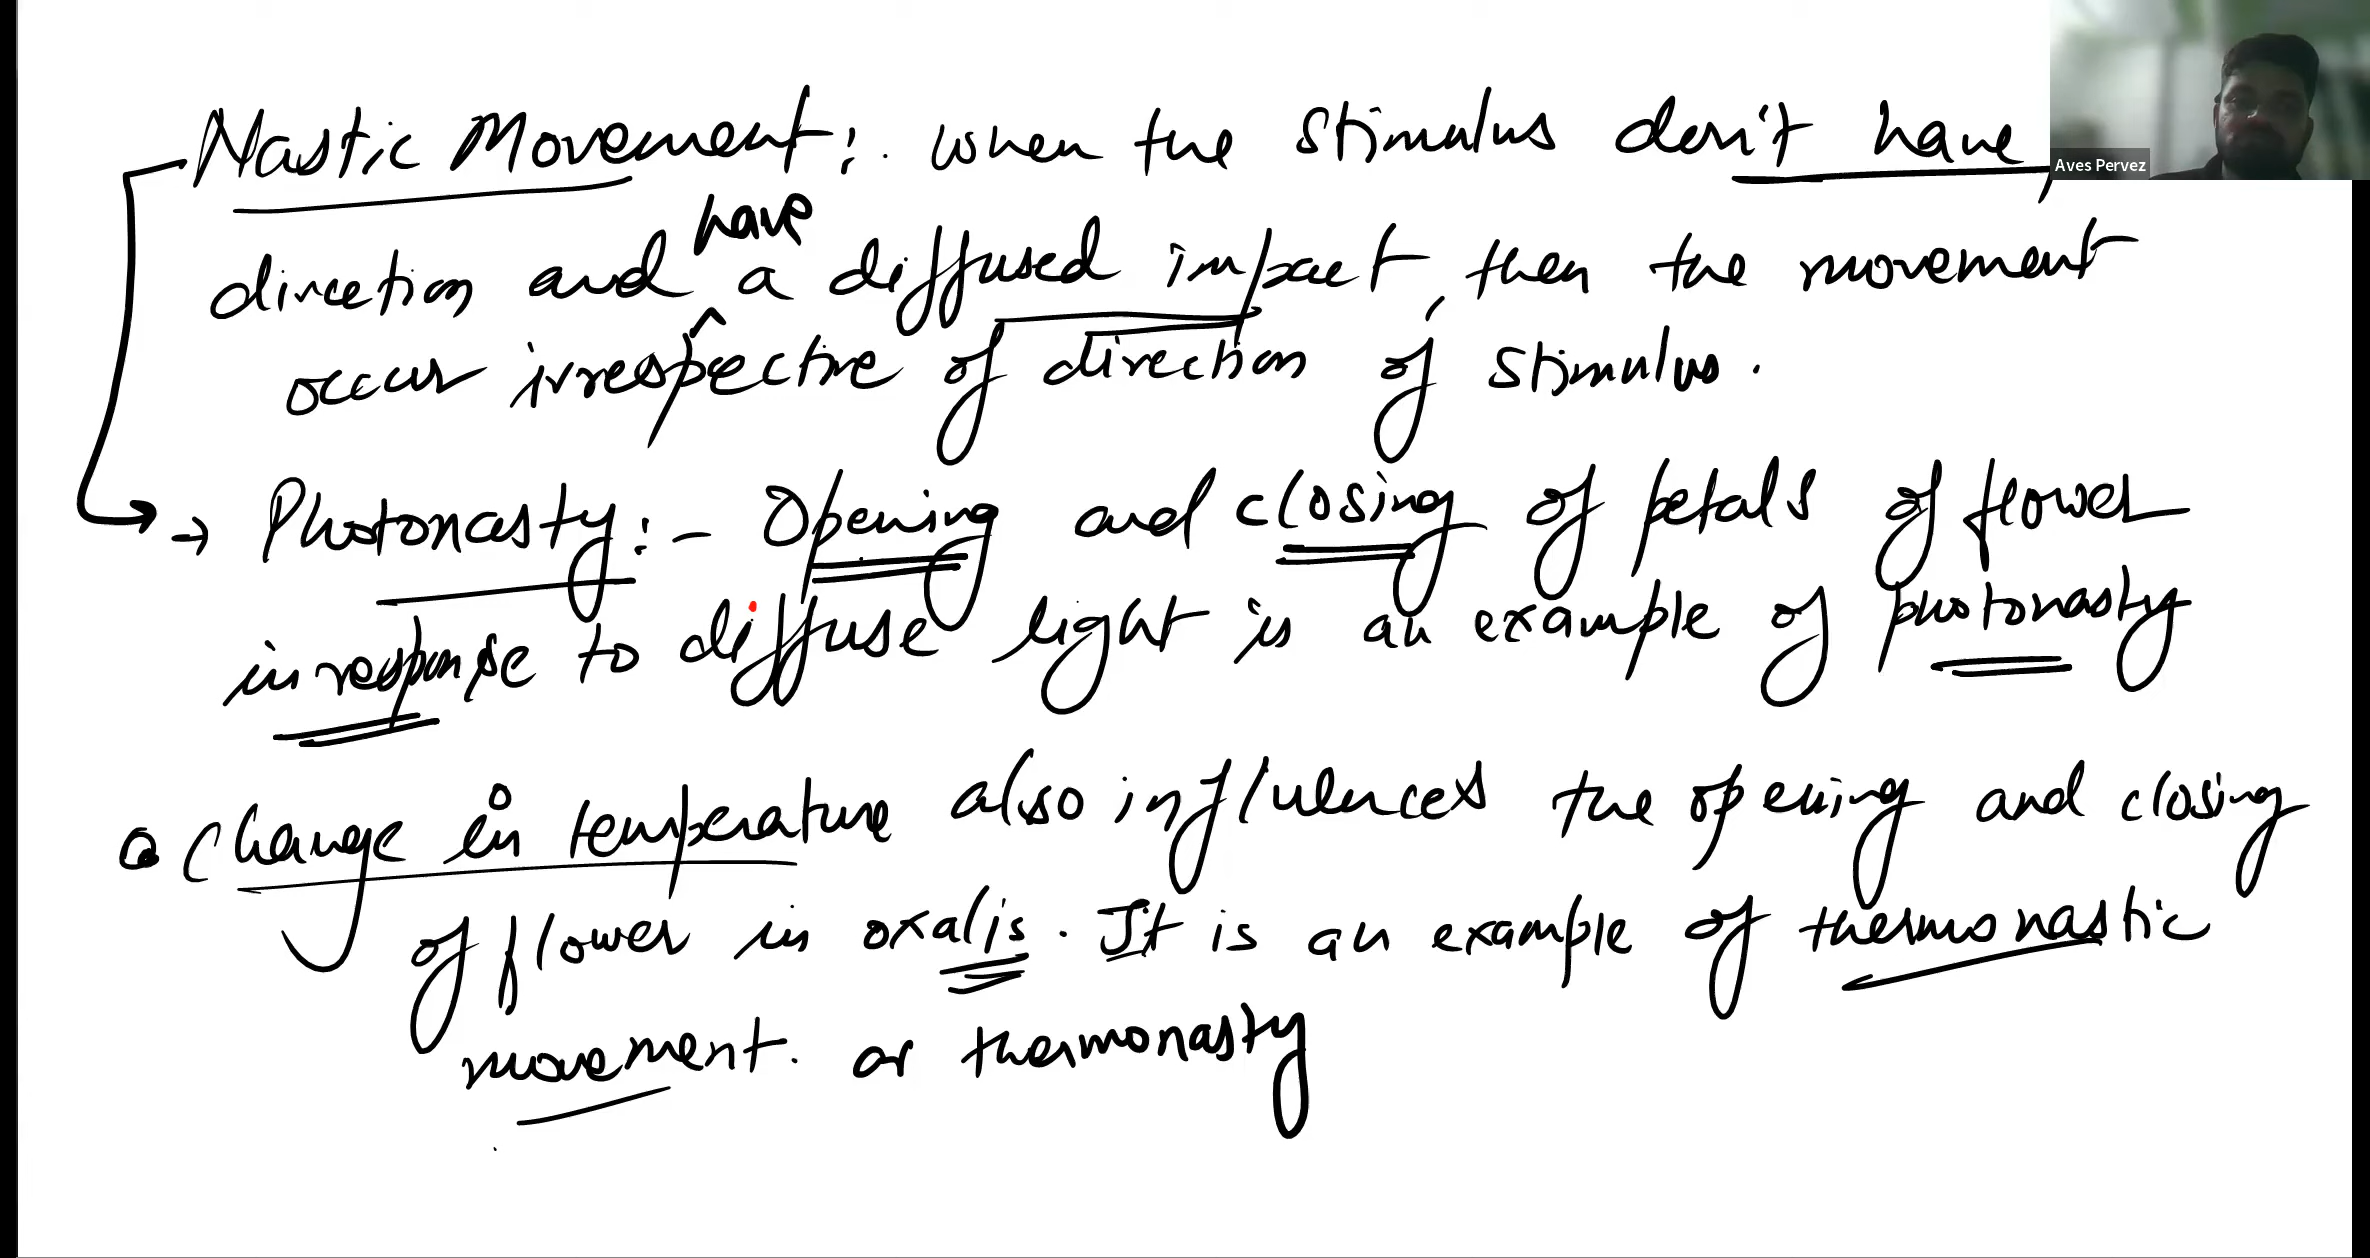 Nastic Movement :. When the stimulus don't have
Aves Pervez
direction and have a diffused impact, then the movement
occur irrespective of direction of stimulus.
→ Photonasty :- Opening and closing of petals of flower
in response to diffuse light is an example of photonasty
Change in temperature also influences the opening and closing
of flower in oxalis. It is an example of thermonastic
movement. or thermonasty